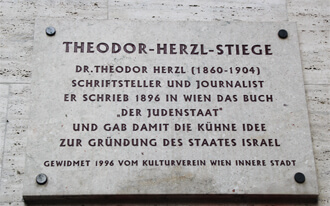 THEODOR-HERZL-STIEGE
DR. THEODOR HERZL (1860-1904)
SCHRIFTSTELLER UND JOURNALIST
ER SCHRIEB 1896 IN WIEN DAS BUCH
"DER JUDENSTAAT"
UND GAB DAMIT DIE KÜHNE IDEE
ZUR GRÜNDUNG DES STAATES ISRAEL
GEWIDMET 1996 VOM KULTURVEREIN WIEN INNERE STADT